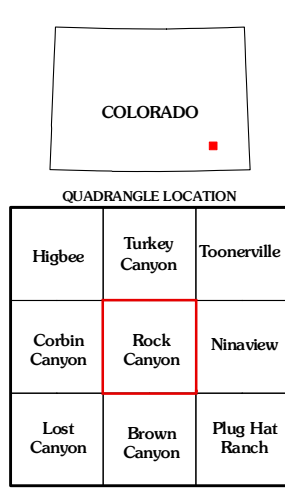 COLORADO
QUADRANGLE LOCATION
Higbee
Turkey
Canyon
Toonerville
Corbin
Canyon
Rock
Canyon
Ninaview
Lost
Canyon
Brown
Canyon
Plug Hat
Ranch